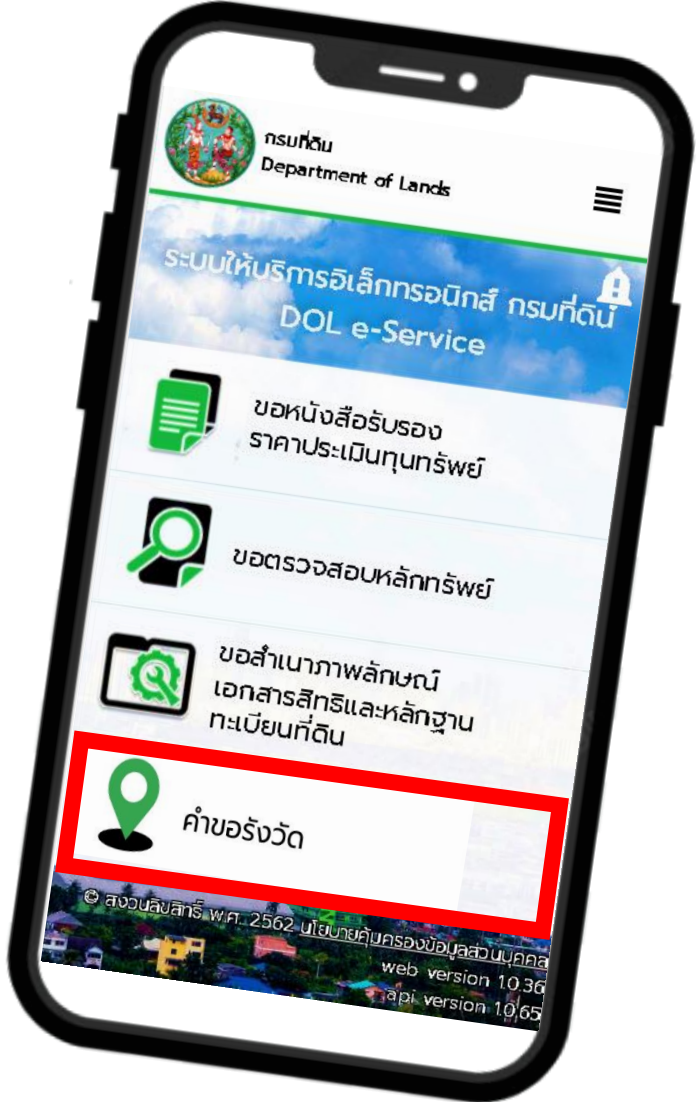 กรมที่ดิน
Department of Lands
ระบบให้บริการอิเล็กทรอนิกส์ กรมที่ดิน
DOL e-Service
ขอหนังสือรับรอง
ราคาประเมินทุนทรัพย์
ขอตรวจสอบหลักทรัพย์
ขอสำเนาภาพลักษณ์
เอกสารสิทธิและหลักฐาน
ทะเบียนที่ดิน
คำขอรังวัด
© สงวนลิขสิทธิ์ พ.ศ. 2562 นโยบายคุ้มครองข้อมูลส่วนบุคคล
web version 1.0.36
api version 1.0.65